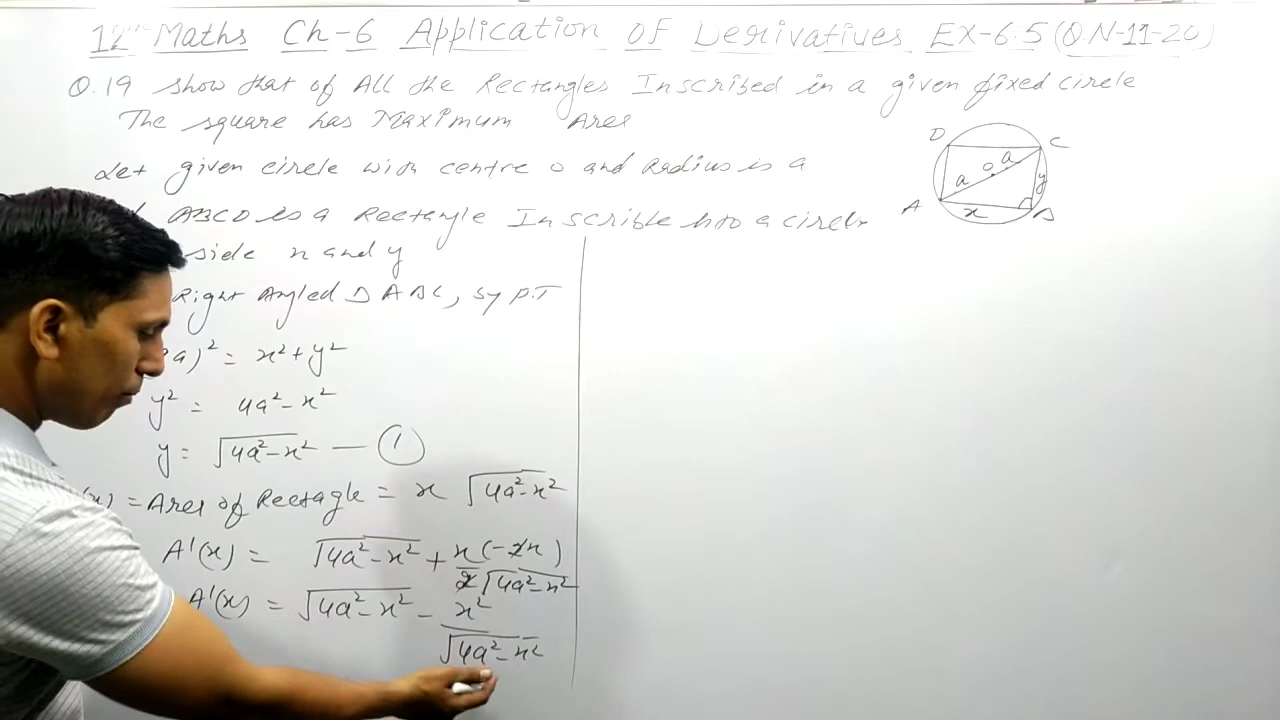 12th Maths Ch-6 Application OF Derivatives EX-6.5 (Q.N-11-20)
Q.19 show that of All the Rectangles Inscribed in a given fixed circle
The square has Maximum Area
Let given circle with centre O and Radius is a
ABCD is a Rectangle Inscrible into a circle
side x and y
Right Angled Δ ABC, by P.T
a)² = x² + y²
y² = 4a² - x²
y = √4a² - x² — ①
(x) = Area of Rectagle = x √4a² - x²
A'(x) = √4a² - x² + x(-2x)
2√4a² - x²
A'(x) = √4a² - x² - x²
√4a² - x²
D C
a O a y
A x B